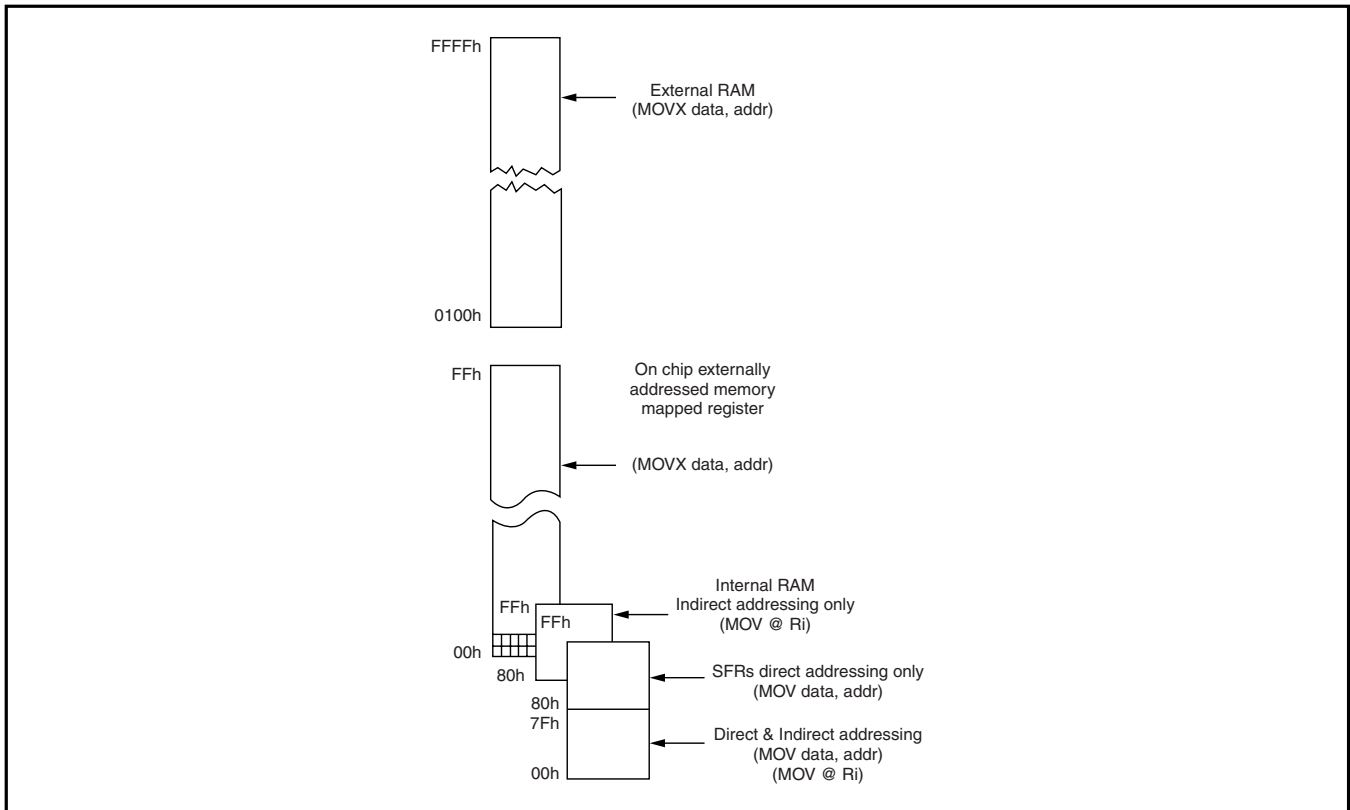 FFFFh
External RAM
(MOVX data, addr)
0100h
FFh
On chip externally
addressed memory
mapped register
(MOVX data, addr)
Internal RAM
Indirect addressing only
(MOV @ Ri)
FFh
FFh
00h
80h
SFRs direct addressing only
(MOV data, addr)
80h
7Fh
Direct & Indirect addressing
(MOV data, addr)
(MOV @ Ri)
00h